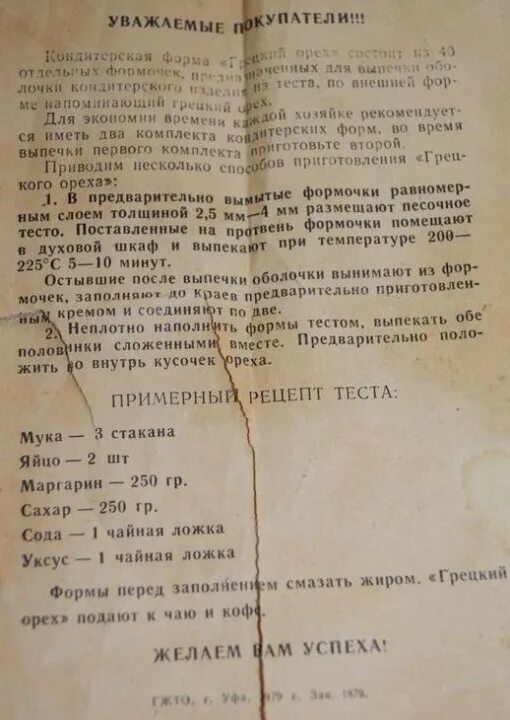 УВАЖАЕМЫЕ ПОКУПАТЕЛИ!!!
Кондитерская форма «Грецкий орех» состоит из 40
отдельных формочек, предназначенных для выпечки обо-
лочки кондитерского изделия из теста, по внешней фор-
ме напоминающий грецкий орех.
Для экономии времени каждой хозяйке рекомендует-
ся иметь два комплекта кондитерских форм, во время
выпечки первого комплекта приготовьте второй.
Приводим несколько способов приготовления «Грец-
кого ореха»:
1. В предварительно вымытые формочки равномер-
ным слоем толщиной 2,5 мм—4 мм размещают песочное
тесто. Поставленные на протвень формочки помещают
в духовой шкаф и выпекают при температуре 200—
225°С 5—10 минут.
Остывшие после выпечки оболочки вынимают из фор-
мочек, заполняют до краев предварительно приготовлен-
ным кремом и соединяют по две.
2. Неплотно наполнить формы тестом, выпекать обе
половинки сложенными вместе. Предварительно поло-
жить во внутрь кусочек ореха.
ПРИМЕРНЫЙ РЕЦЕПТ ТЕСТА:
Мука — 3 стакана
Яйцо — 2 шт
Маргарин — 250 гр.
Сахар — 250 гр.
Сода — 1 чайная ложка
Уксус — 1 чайная ложка
Формы перед заполнением смазать жиром. «Грецкий
орех» подают к чаю и кофе.
ЖЕЛАЕМ ВАМ УСПЕХА!
ГЖТО, г. Уфа, 1979 г. Зак. 1879.